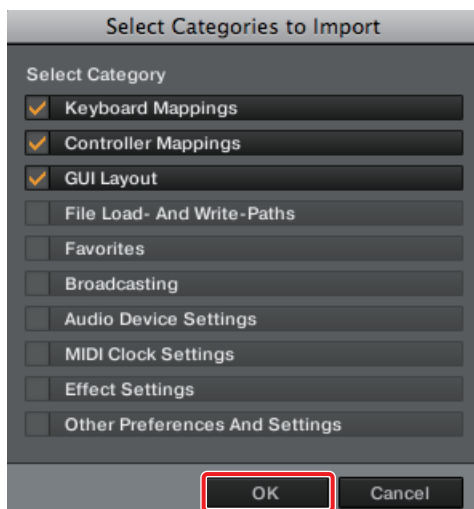 Select Categories to Import
Select Category
Keyboard Mappings
Controller Mappings
GUI Layout
File Load- And Write-Paths
Favorites
Broadcasting
Audio Device Settings
MIDI Clock Settings
Effect Settings
Other Preferences And Settings
OK Cancel